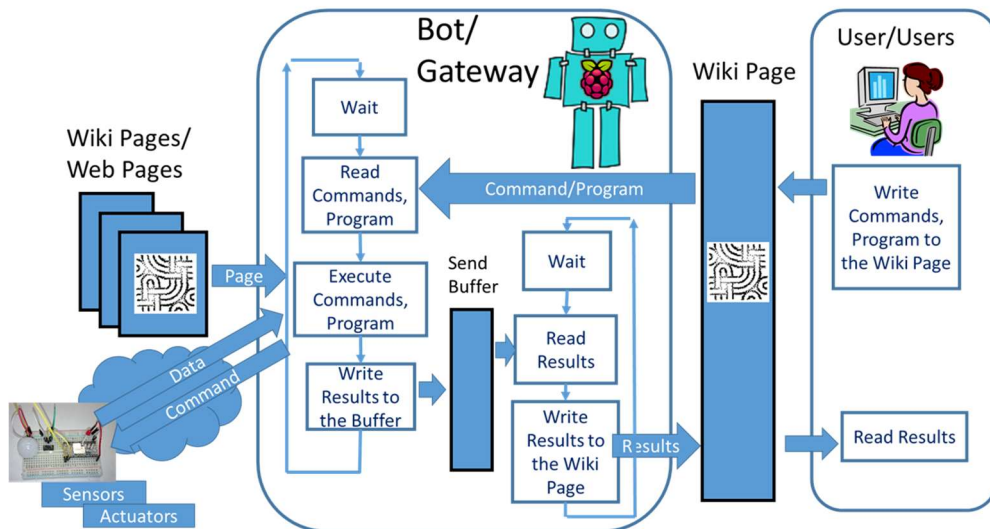 Bot/
Gateway
User/Users
Wiki Page
Wiki Pages/
Web Pages
Wait
Read
Commands,
Program
Command/Program
Write
Commands,
Program to
the Wiki Page
Page
Execute
Commands,
Program
Send
Buffer
Wait
Read
Results
Data
Command
Write
Results to
the Buffer
Write
Results to
the Wiki
Page
Results
Read Results
Sensors
Actuators